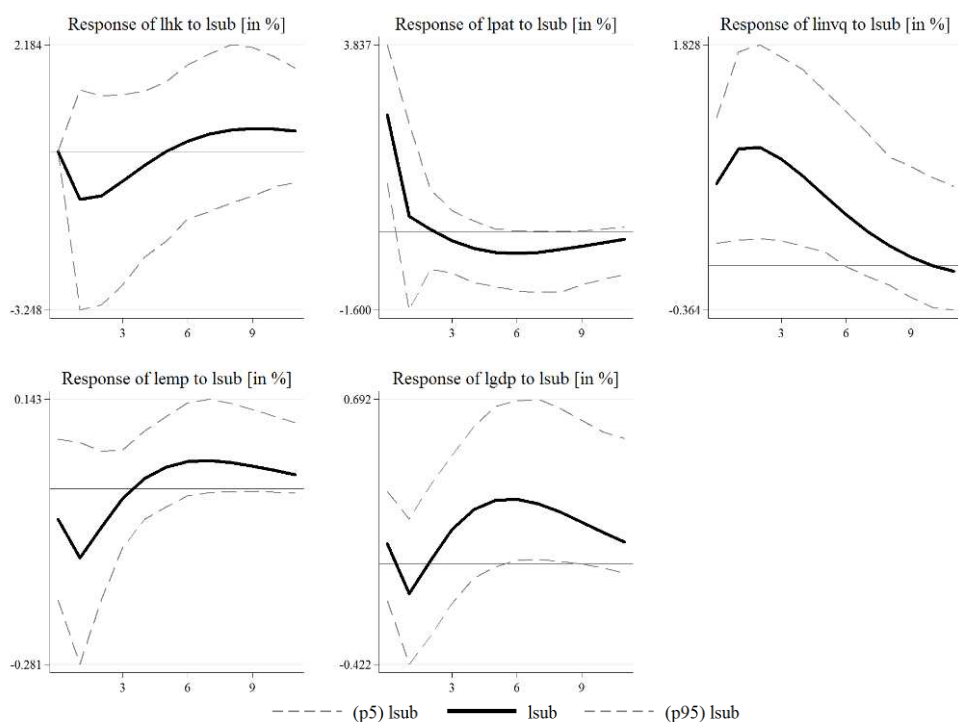 Response of lhk to lsub [in %]
2.184
-3.248
3 6 9
Response of lpat to lsub [in %]
3.837
-1.600
3 6 9
Response of linvq to lsub [in %]
1.828
-0.364
3 6 9
Response of lemp to lsub [in %]
0.143
-0.281
3 6 9
Response of lgdp to lsub [in %]
0.692
-0.422
3 6 9
(p5) lsub lsub (p95) lsub